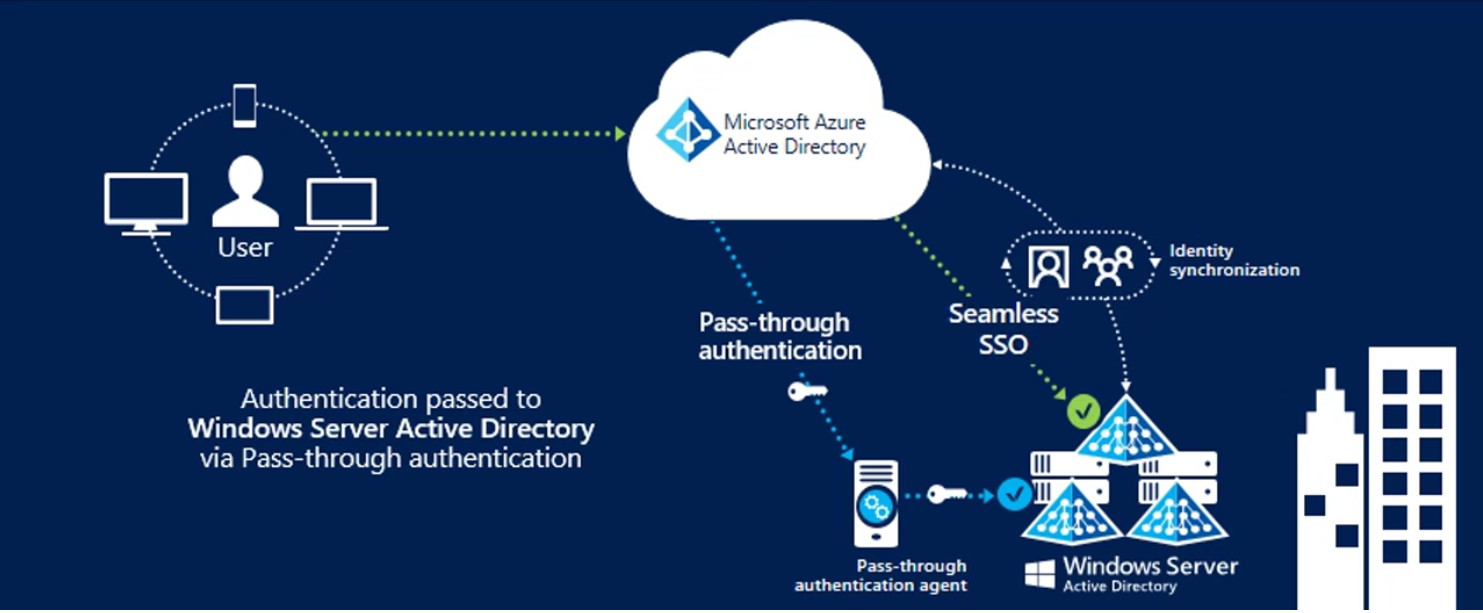 Microsoft Azure
Active Directory
User
Identity
synchronization
Pass-through
authentication
Seamless
SSO
Authentication passed to
Windows Server Active Directory
via Pass-through authentication
Pass-through
authentication agent
Windows Server
Active Directory